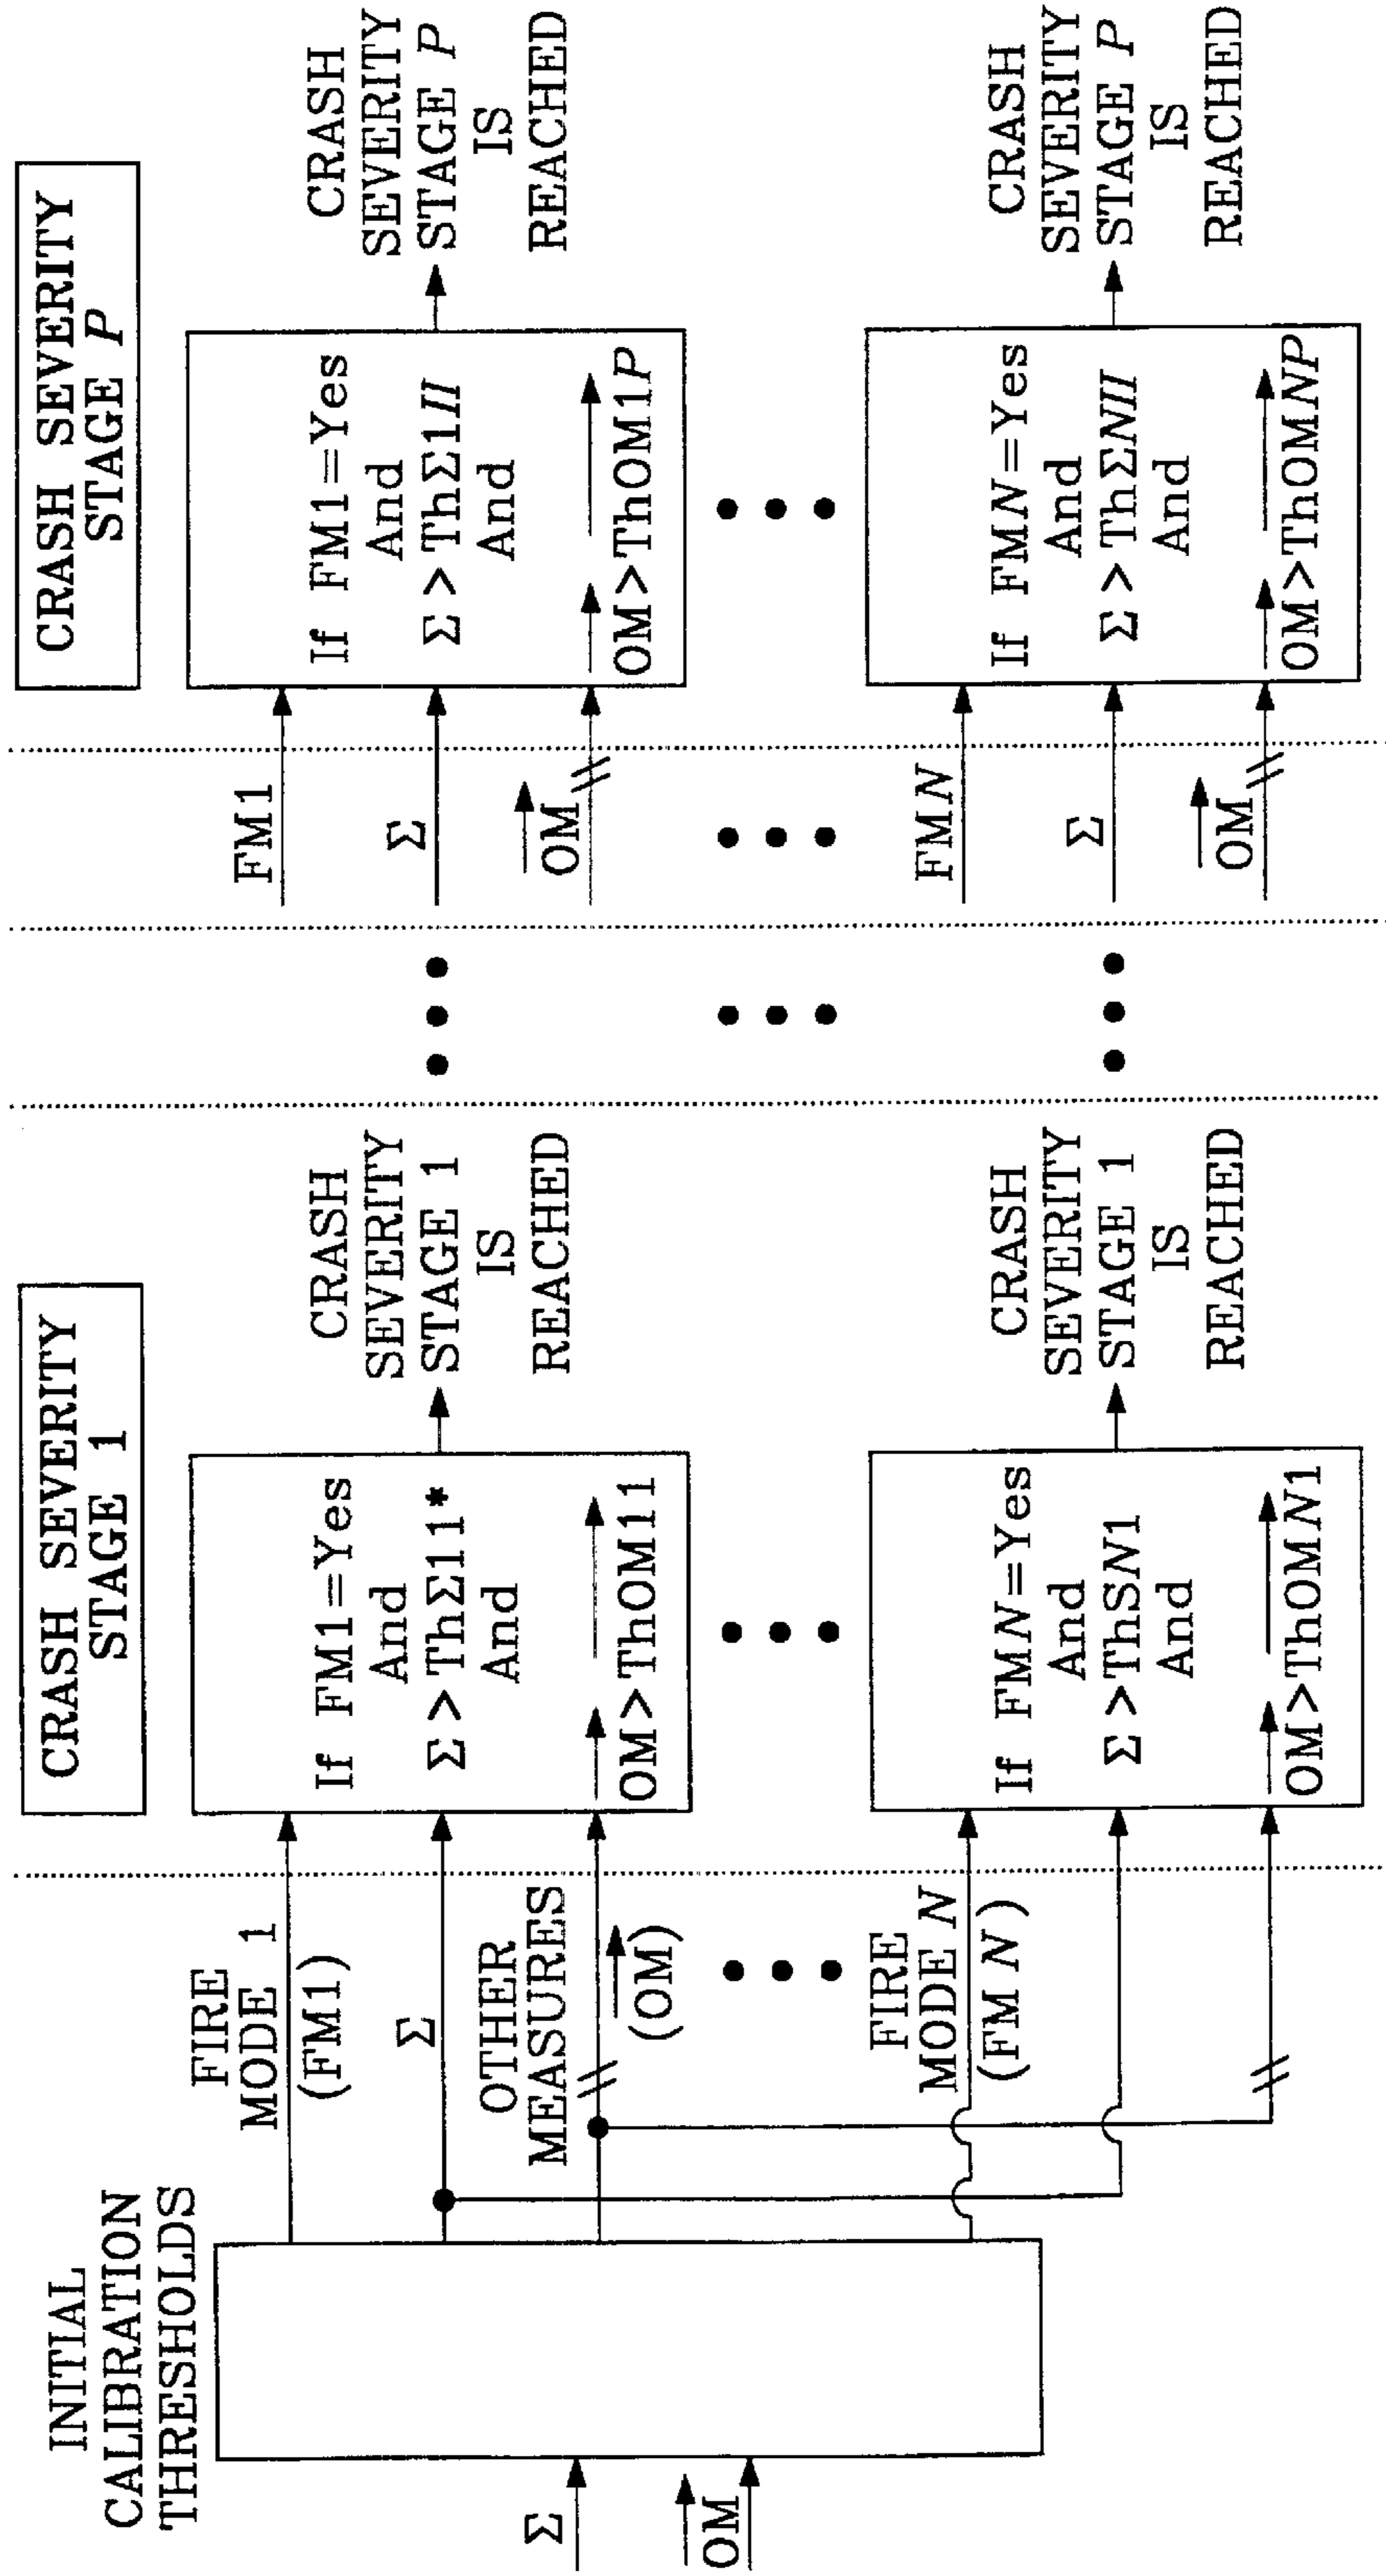 INITIAL
CALIBRATION
THRESHOLDS
Σ
OM
FIRE
MODE 1
(FM1)
Σ
OTHER
MEASURES
(OM)
FIRE
MODE N
(FM N)
CRASH SEVERITY
STAGE 1
If FM1=Yes
And
Σ>ThΣ11*
And
OM>ThOM11
CRASH
SEVERITY
STAGE 1
IS
REACHED
If FMN=Yes
And
Σ>ThSN1
And
OM>ThOMN1
CRASH
SEVERITY
STAGE 1
IS
REACHED
FM1
Σ
OM
FMN
Σ
OM
CRASH SEVERITY
STAGE P
If FM1=Yes
And
Σ>ThΣ1II
And
OM>ThOM1P
CRASH
SEVERITY
STAGE P
IS
REACHED
If FMN=Yes
And
Σ>ThΣNII
And
OM>ThOMNP
CRASH
SEVERITY
STAGE P
IS
REACHED